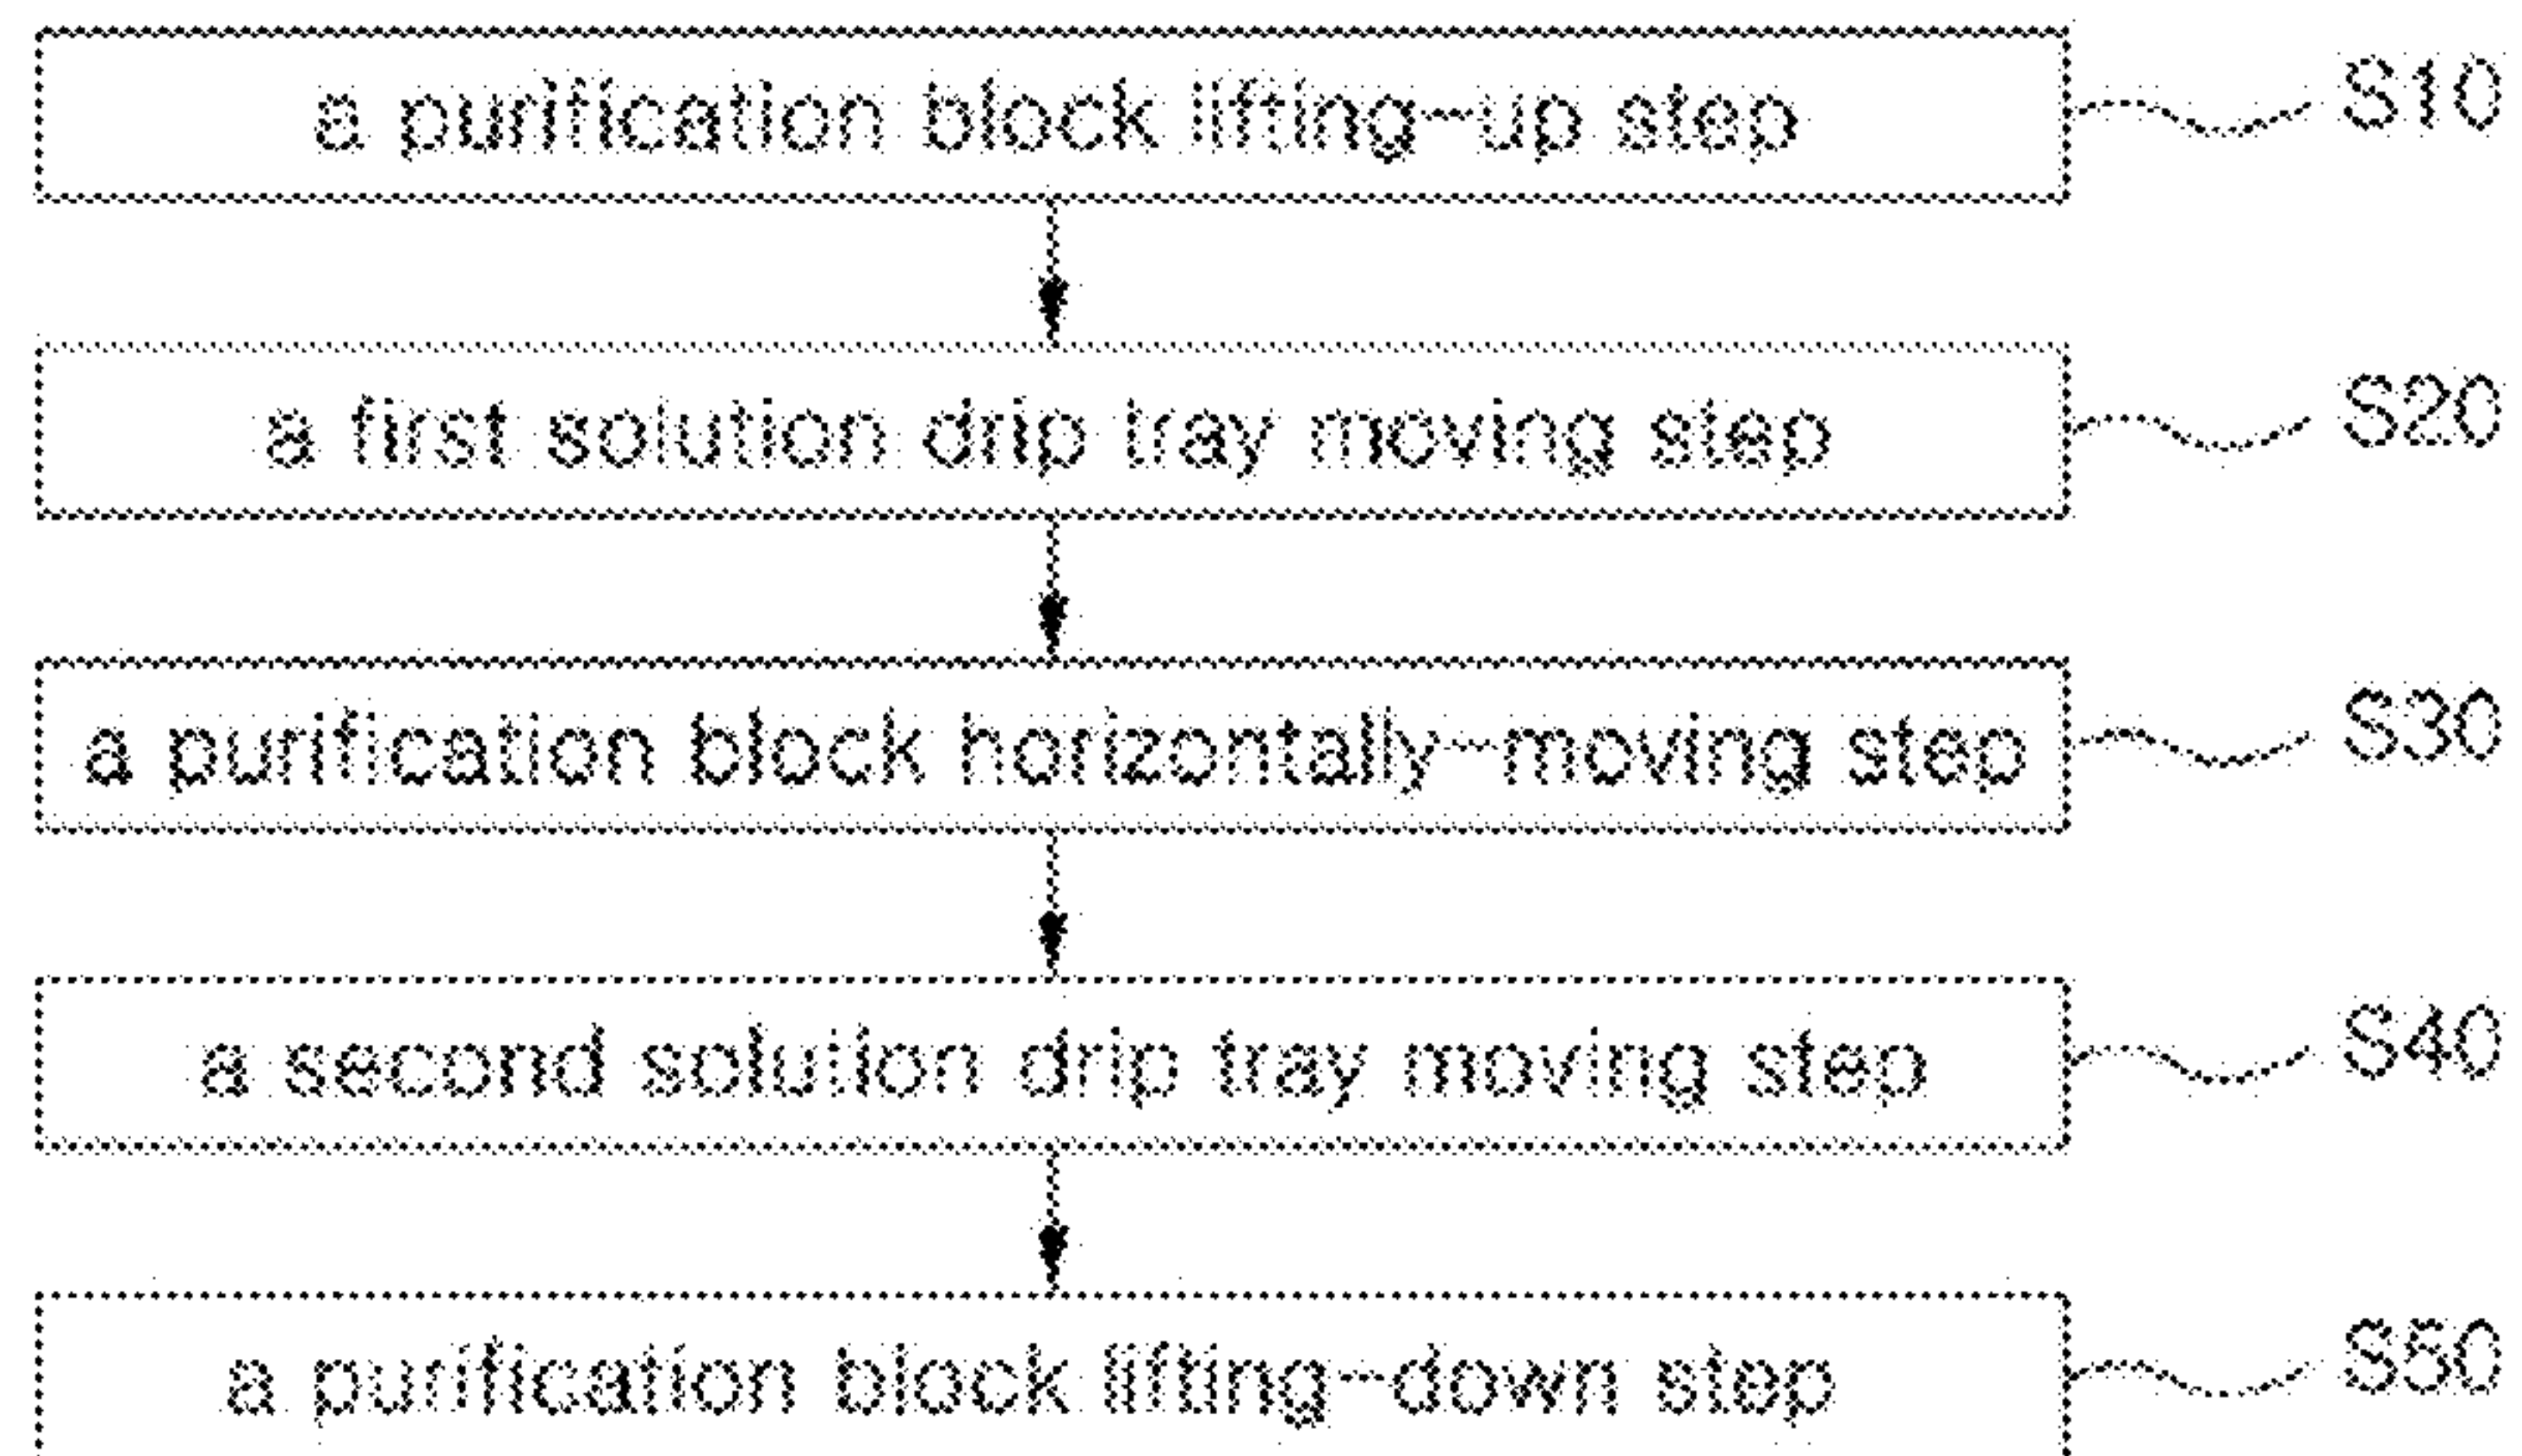 a purification block lifting-up step S10
a first solution drip tray moving step S20
a purification block horizontally-moving step S30
a second solution drip tray moving step S40
a purification block lifting-down step S50